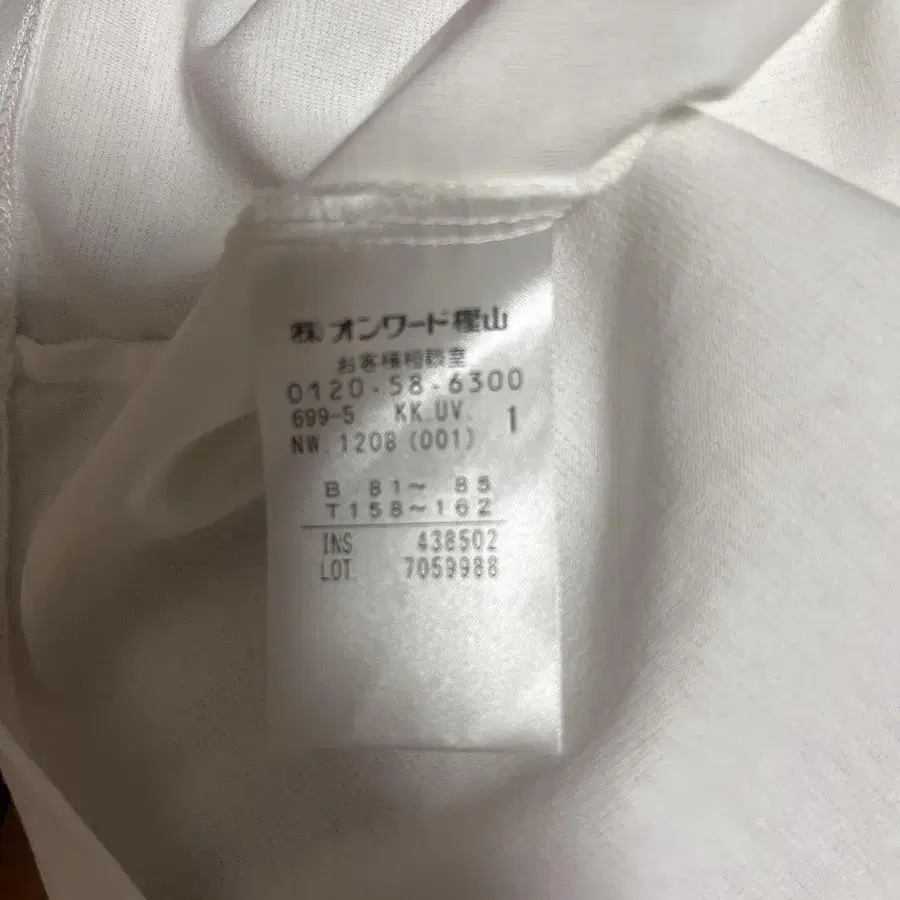 ㈱オンワード樫山
お客様相談室
0120-58-6300
699-5 KK.UV. 1
NW. 1208 (001)
B 81~ 85
T158~162
INS. 438502
LOT. 7059988